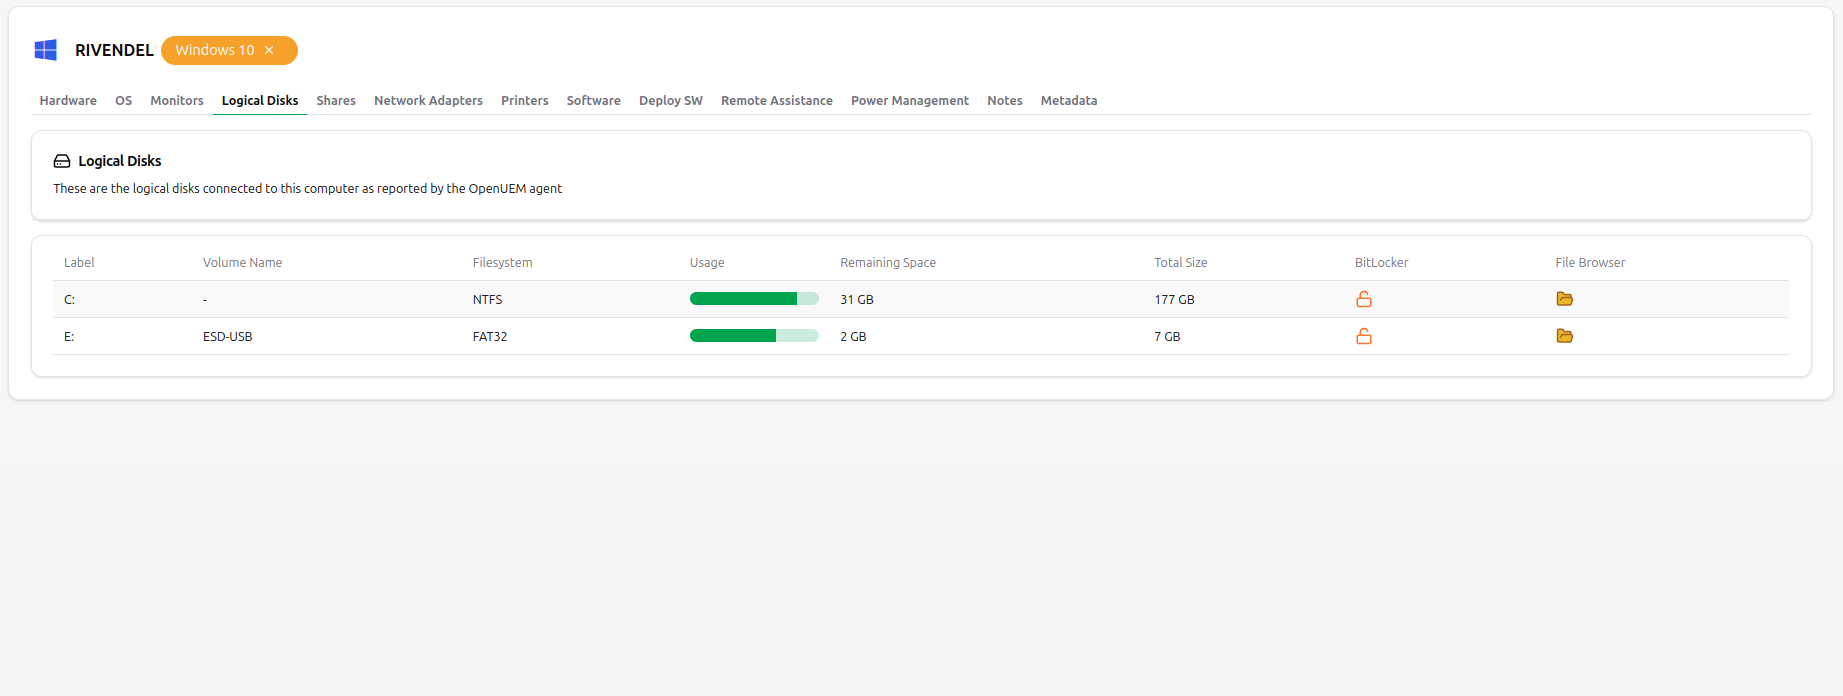 RIVENDEL Windows 10 ×
Hardware OS Monitors Logical Disks Shares Network Adapters Printers Software Deploy SW Remote Assistance Power Management Notes Metadata
Logical Disks
These are the logical disks connected to this computer as reported by the OpenUEM agent
Label Volume Name Filesystem Usage Remaining Space Total Size BitLocker File Browser
C: - NTFS 31 GB 177 GB
E: ESD-USB FAT32 2 GB 7 GB